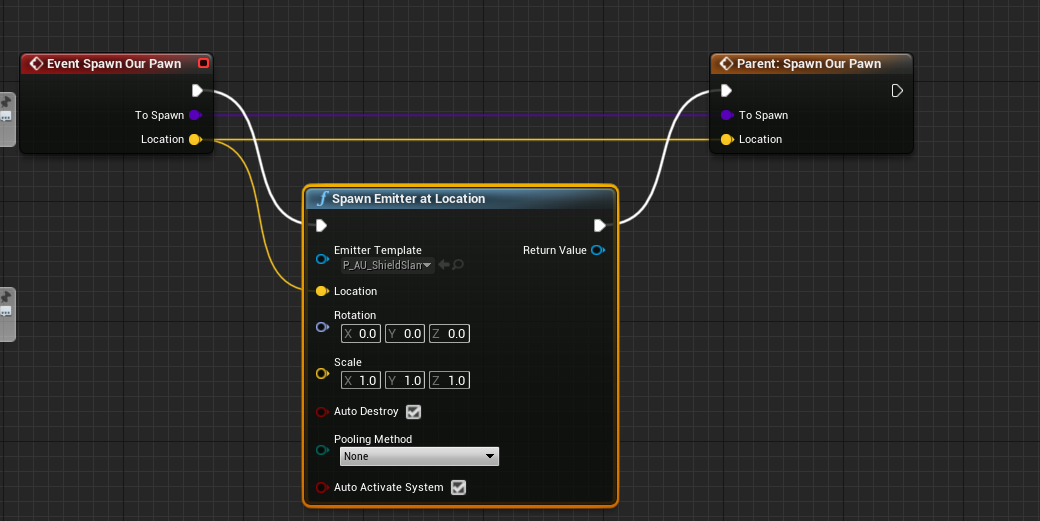 Event Spawn Our Pawn
Parent: Spawn Our Pawn
To Spawn
To Spawn
Location
Location
f Spawn Emitter at Location
Emitter Template
Return Value
P_AU_ShieldSlam
Location
Rotation
X 0.0 Y 0.0 Z 0.0
Scale
X 1.0 Y 1.0 Z 1.0
Auto Destroy
Pooling Method
None
Auto Activate System